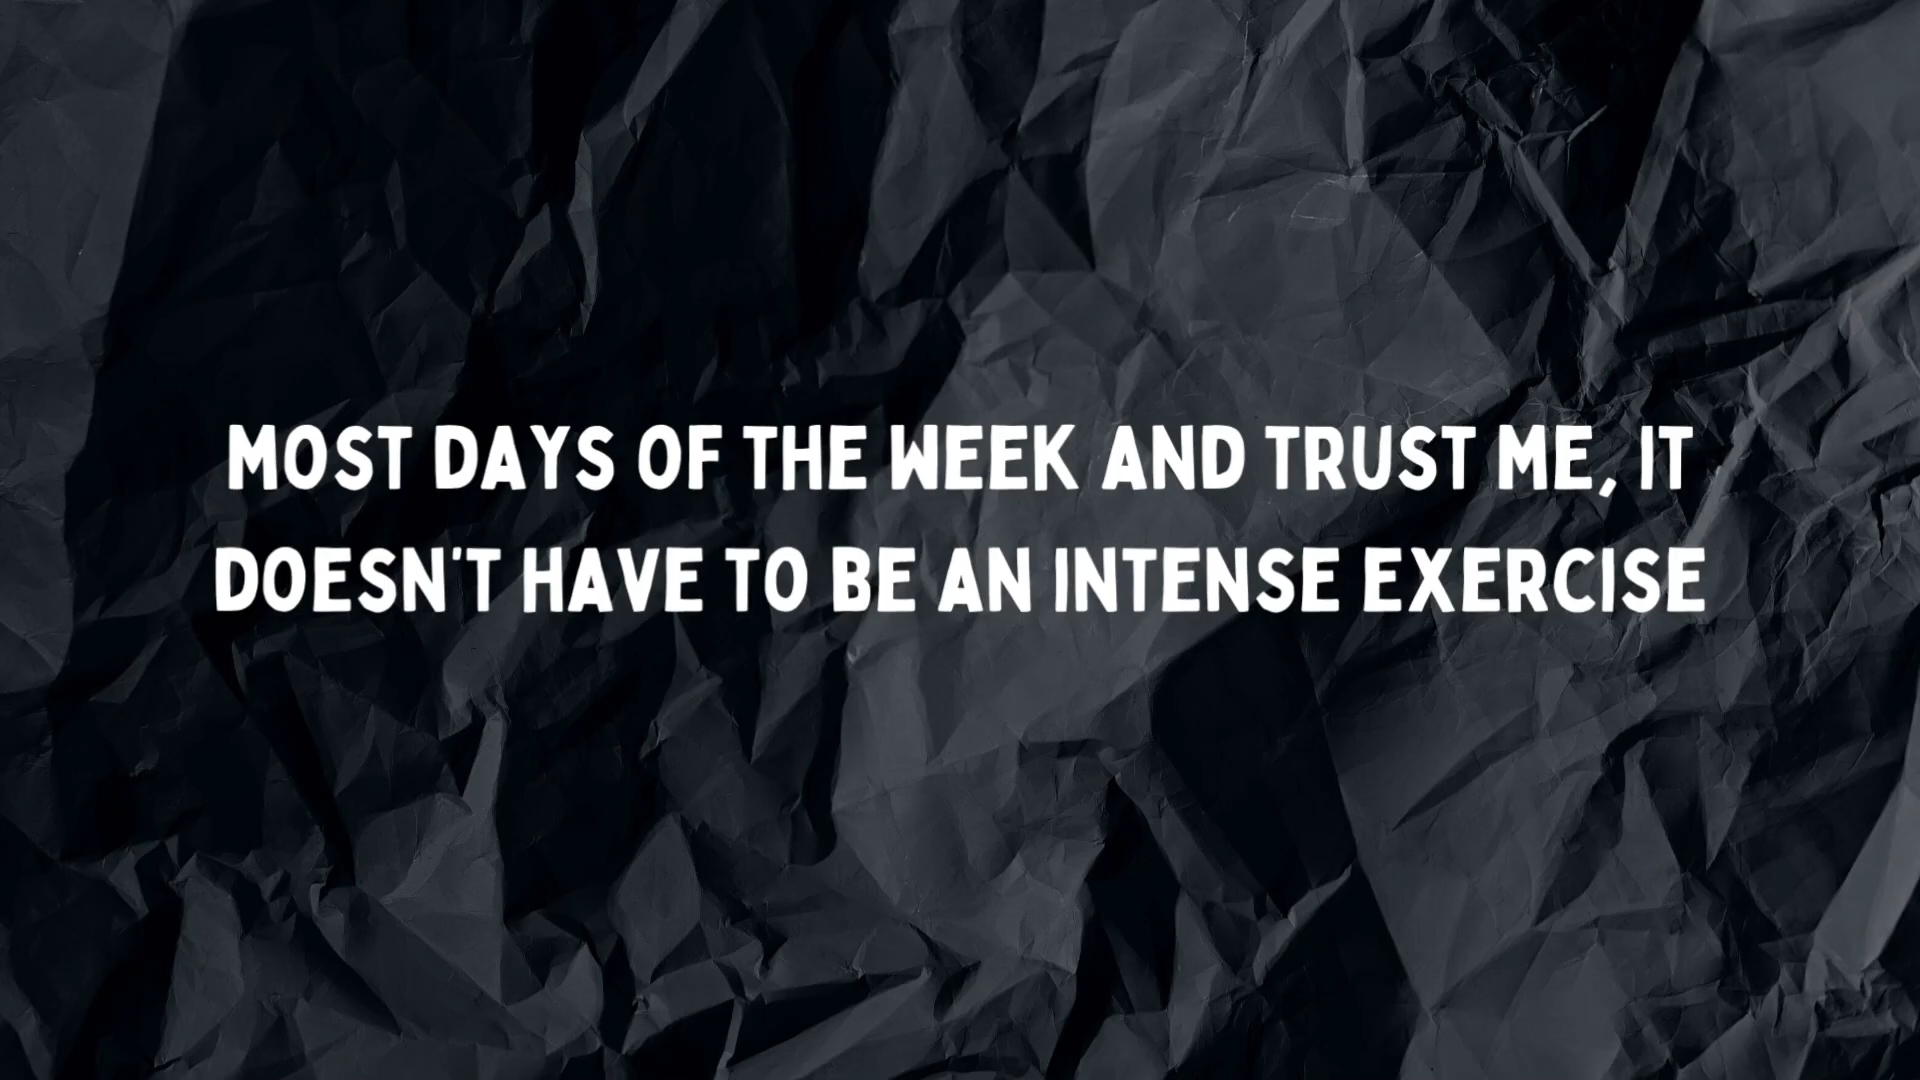 MOST DAYS OF THE WEEK AND TRUST ME, IT
DOESN'T HAVE TO BE AN INTENSE EXERCISE